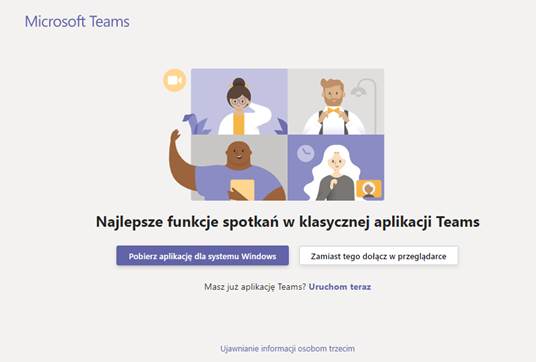 Microsoft Teams
Najlepsze funkcje spotkań w klasycznej aplikacji Teams
Pobierz aplikację dla systemu Windows
Zamiast tego dołącz w przeglądarce
Masz już aplikację Teams? Uruchom teraz
Ujawnianie informacji osobom trzecim